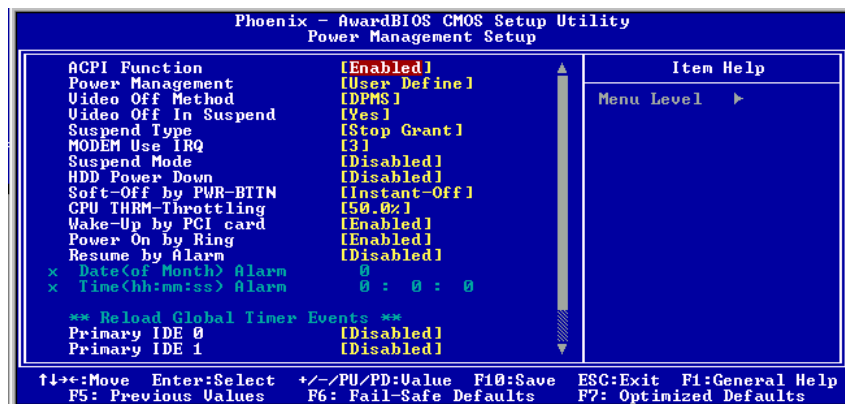 Phoenix - AwardBIOS CMOS Setup Utility
Power Management Setup
ACPI Function [Enabled]
Power Management [User Define]
Video Off Method [DPMS]
Video Off In Suspend [Yes]
Suspend Type [Stop Grant]
MODEM Use IRQ [3]
Suspend Mode [Disabled]
HDD Power Down [Disabled]
Soft-Off by PWR-BTTN [Instant-Off]
CPU THRM-Throttling [50.0%]
Wake-Up by PCI card [Enabled]
Power On by Ring [Enabled]
Resume by Alarm [Disabled]
x Date(of Month) Alarm 0
x Time(hh:mm:ss) Alarm 0 : 0 : 0
** Reload Global Timer Events **
Primary IDE 0 [Disabled]
Primary IDE 1 [Disabled]
Item Help
Menu Level ►
↑↓→←:Move Enter:Select +/-/PU/PD:Value F10:Save ESC:Exit F1:General Help
F5: Previous Values F6: Fail-Safe Defaults F7: Optimized Defaults